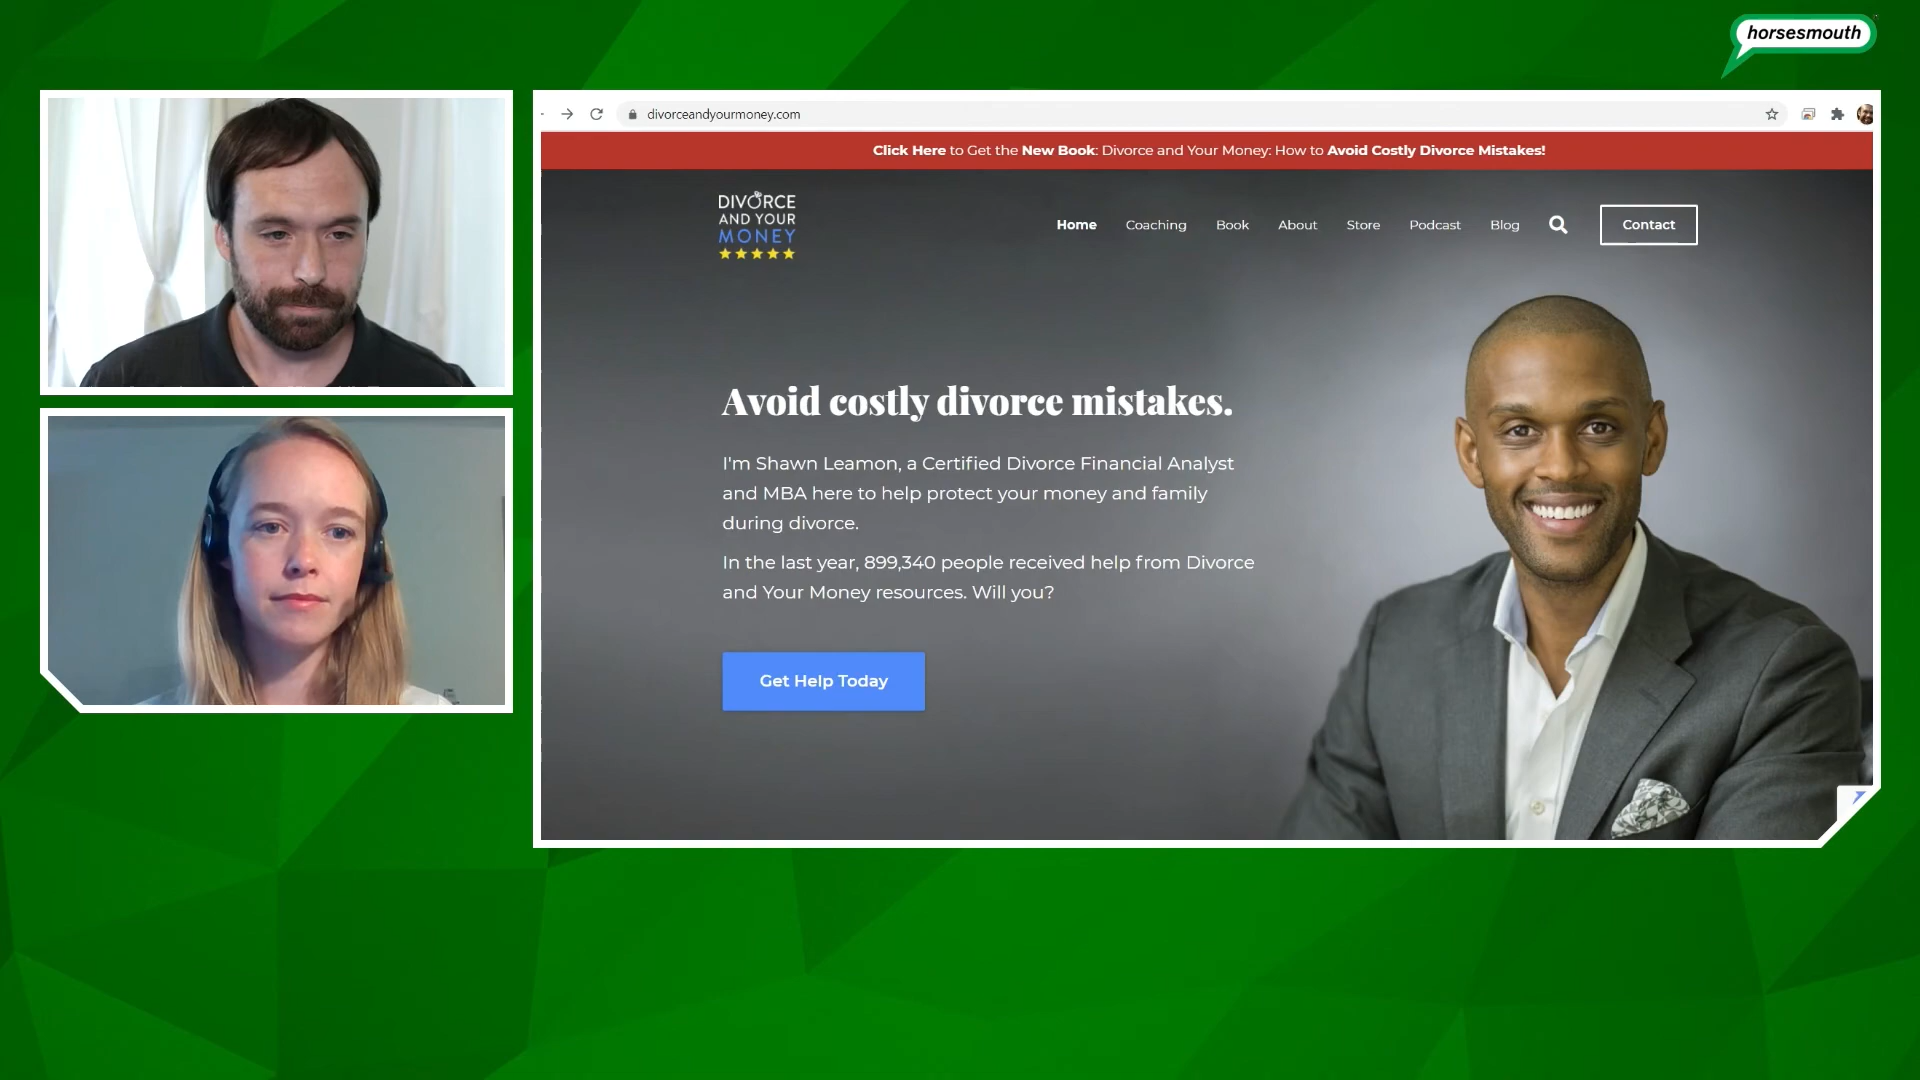 horsesmouth
divorceandyourmoney.com
Click Here to Get the New Book: Divorce and Your Money: How to Avoid Costly Divorce Mistakes!
DIVORCE
AND YOUR
MONEY
Home Coaching Book About Store Podcast Blog Contact
Avoid costly divorce mistakes.
I'm Shawn Leamon, a Certified Divorce Financial Analyst
and MBA here to help protect your money and family
during divorce.
In the last year, 899,340 people received help from Divorce
and Your Money resources. Will you?
Get Help Today